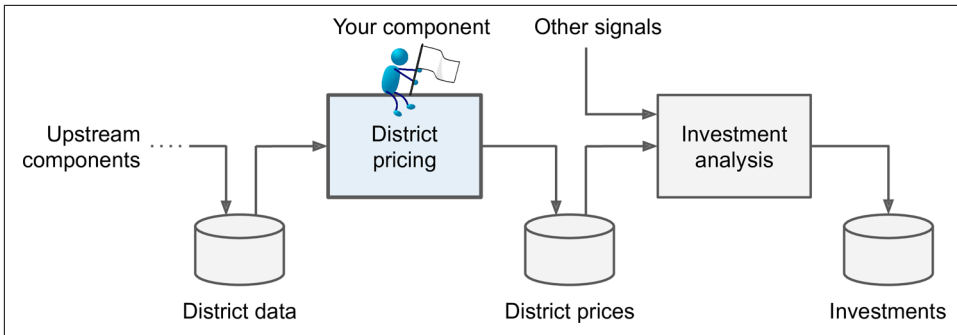 Your component
Other signals
Upstream
components
District
pricing
Investment
analysis
District data
District prices
Investments